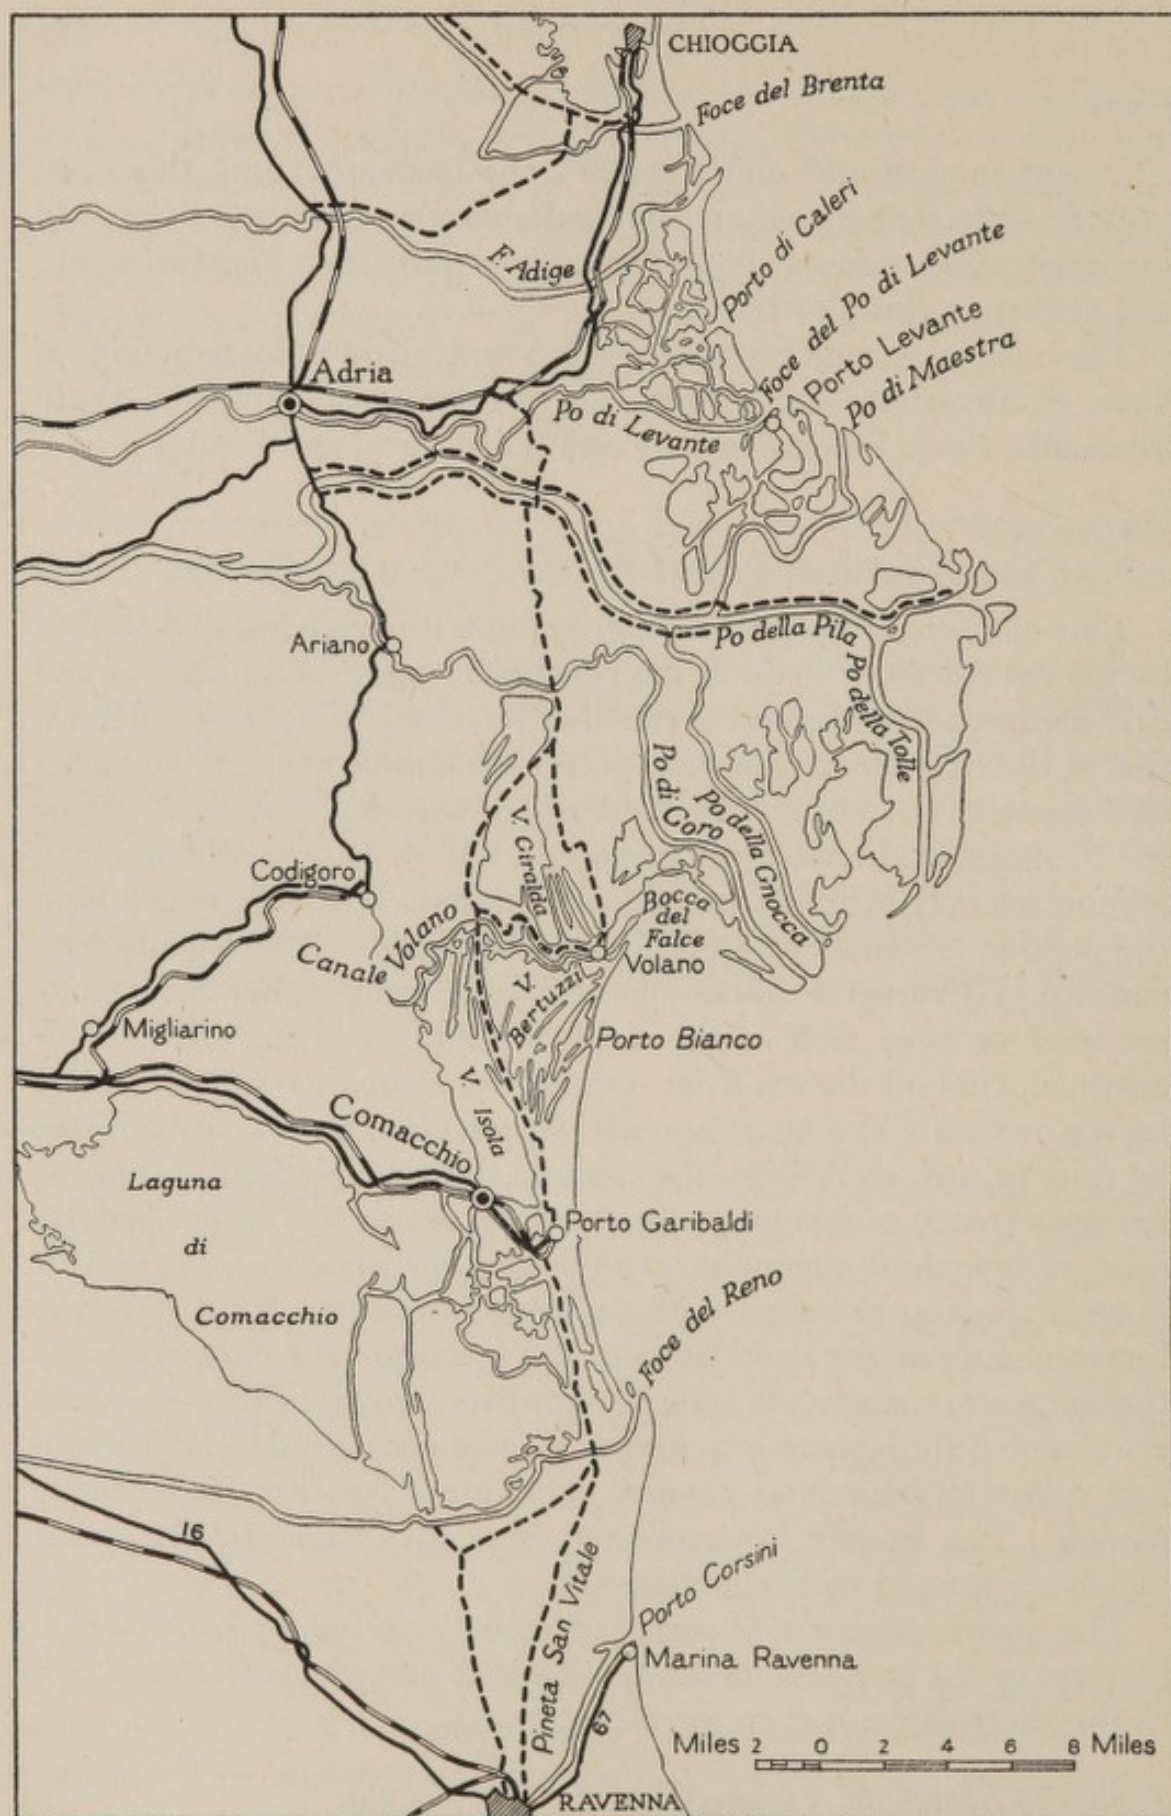 CHIOGGIA
Foce del Brenta
Porto di Caleri
F. Adige
Foce del Po di Levante
Porto Levante
Po di Maestra
Adria
Po di Levante
Ariano
Po della Pila
Po della Tolle
Po di Goro
Po della Gnocca
V. Giralda
Codigoro
Bocca
del
Falce
Canale Volano
Volano
V.
Bertuzzi
Migliarino
Porto Bianco
V.
Isola
Comacchio
Laguna
di
Comacchio
Porto Garibaldi
Foce del Reno
16
Pineta San Vitale
Porto Corsini
Marina Ravenna
67
Miles 2 0 2 4 6 8 Miles
RAVENNA